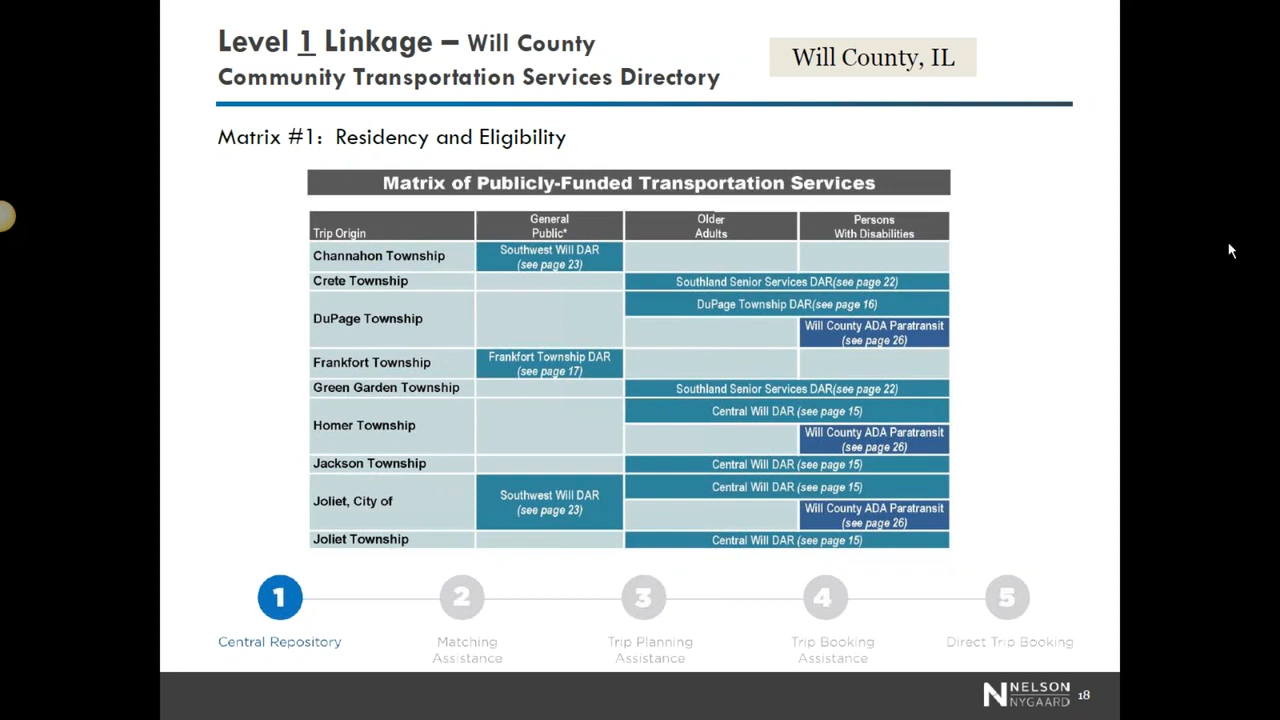 Level 1 Linkage – Will County
Community Transportation Services Directory
Will County, IL
Matrix #1: Residency and Eligibility
Matrix of Publicly-Funded Transportation Services
Trip Origin
General
Public*
Older
Adults
Persons
With Disabilities
Channahon Township
Southwest Will DAR
(see page 23)
Crete Township
Southland Senior Services DAR(see page 22)
DuPage Township
DuPage Township DAR(see page 16)
Will County ADA Paratransit
(see page 26)
Frankfort Township
Frankfort Township DAR
(see page 17)
Green Garden Township
Southland Senior Services DAR(see page 22)
Homer Township
Central Will DAR (see page 15)
Will County ADA Paratransit
(see page 26)
Jackson Township
Central Will DAR (see page 15)
Joliet, City of
Southwest Will DAR
(see page 23)
Central Will DAR (see page 15)
Will County ADA Paratransit
(see page 26)
Joliet Township
Central Will DAR (see page 15)
1
Central Repository
2
Matching
Assistance
3
Trip Planning
Assistance
4
Trip Booking
Assistance
5
Direct Trip Booking
N NELSON
NYGAARD
18